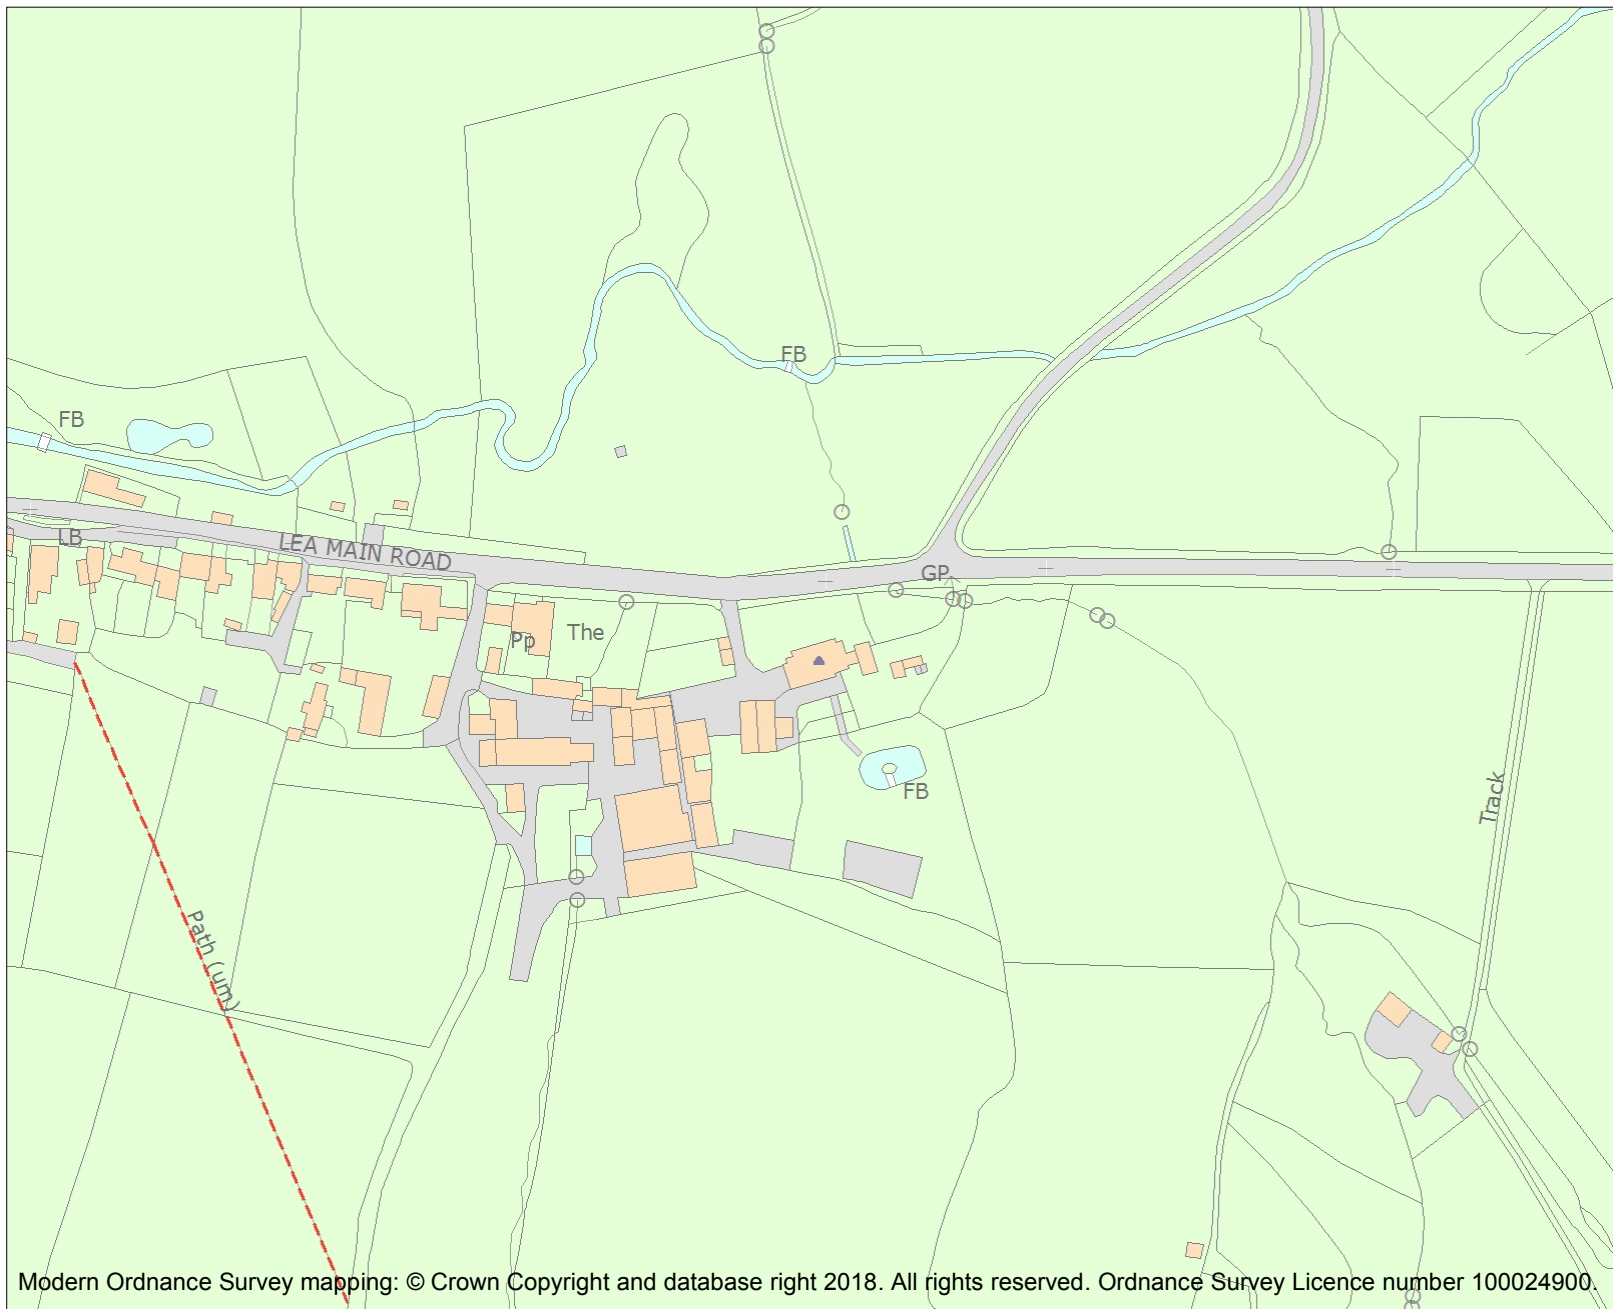 FB
FB
LB
LEA MAIN ROAD
GP
The
Pp
FB
Track
Path (um)
Modern Ordnance Survey mapping: © Crown Copyright and database right 2018. All rights reserved. Ordnance Survey Licence number 100024900.